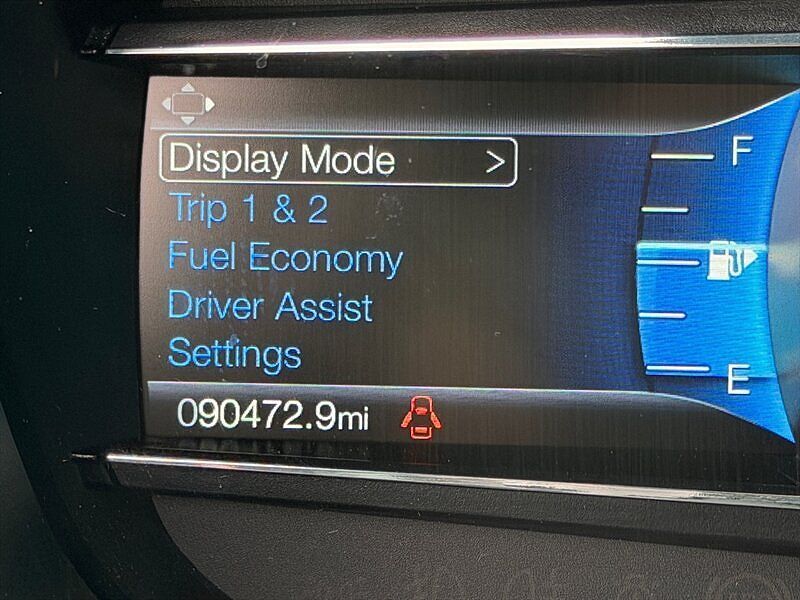 Display Mode >
Trip 1 & 2
Fuel Economy
Driver Assist
Settings
090472.9mi
F
E